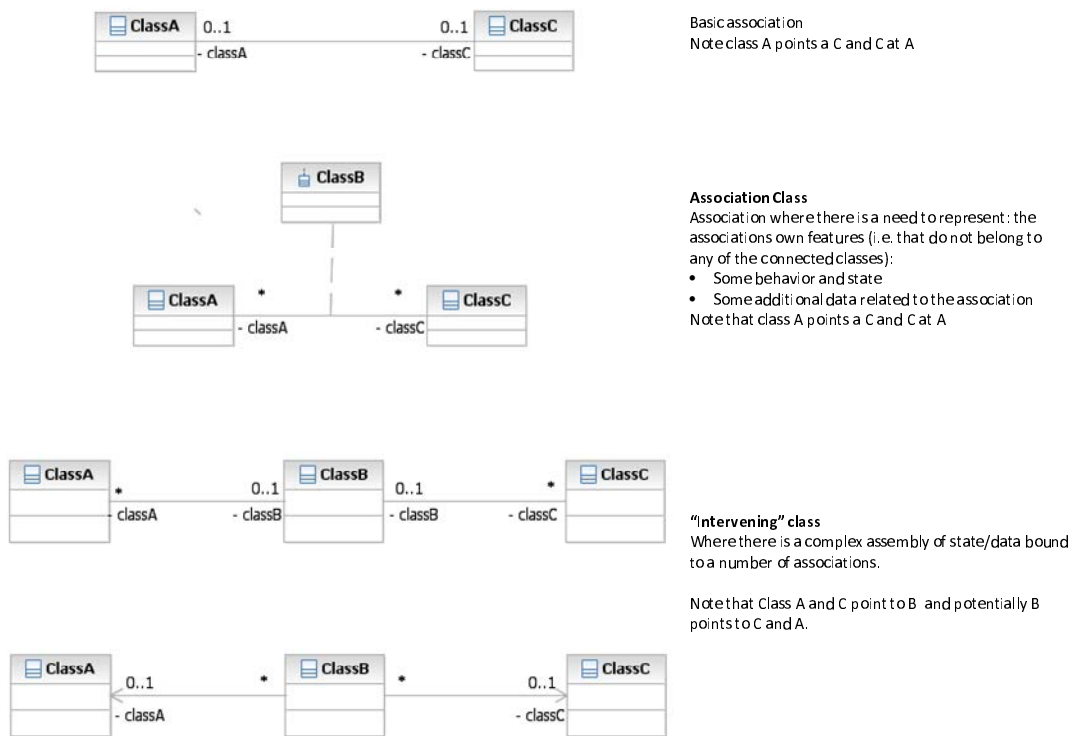 ClassA 0..1 0..1 ClassC
- classA - classC
Basic association
Note class A points a C and C at A
ClassB
ClassA * * ClassC
- classA - classC
Association Class
Association where there is a need to represent: the
associations own features (i.e. that do not belong to
any of the connected classes):
• Some behavior and state
• Some additional data related to the association
Note that class A points a C and C at A
ClassA * 0..1 ClassB 0..1 * ClassC
- classA - classB - classB - classC
"Intervening" class
Where there is a complex assembly of state/data bound
to a number of associations.
Note that Class A and C point to B and potentially B
points to C and A.
ClassA 0..1 * ClassB * 0..1 ClassC
- classA - classC